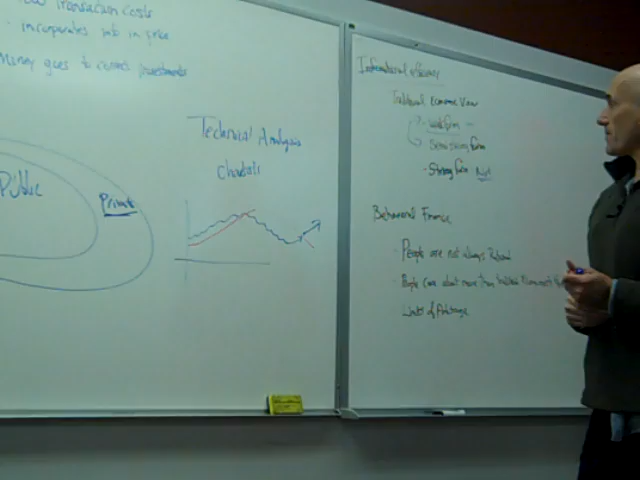 Transaction Costs
· incorporates info in price
Money goes to correct investments
Public
Private
Technical Analysis
Chartists
Informational efficiency
Traditional Economic View
- Weak form -
- Semi strong form
- Strong form Not
Behavioral Finance
· People are not always Rational
· People care about more than
Limits of Arbitrage